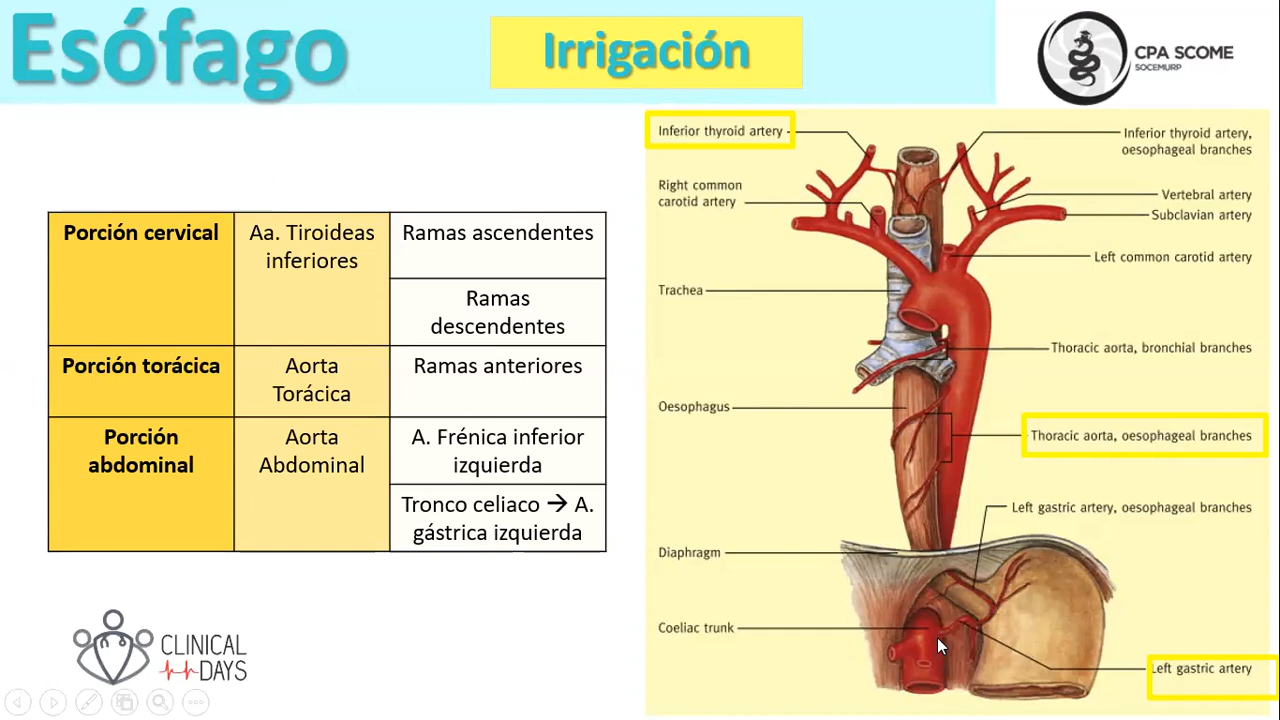 Esófago
Irrigación
CPA SCOME
SOCEMURP
Porción cervical
Aa. Tiroideas
inferiores
Ramas ascendentes
Ramas
descendentes
Porción torácica
Aorta
Torácica
Ramas anteriores
Porción
abdominal
Aorta
Abdominal
A. Frénica inferior
izquierda
Tronco celiaco → A.
gástrica izquierda
Inferior thyroid artery
Inferior thyroid artery,
oesophageal branches
Right common
carotid artery
Vertebral artery
Subclavian artery
Left common carotid artery
Trachea
Thoracic aorta, bronchial branches
Oesophagus
Thoracic aorta, oesophageal branches
Left gastric artery, oesophageal branches
Diaphragm
Coeliac trunk
Left gastric artery
CLINICAL
DAYS